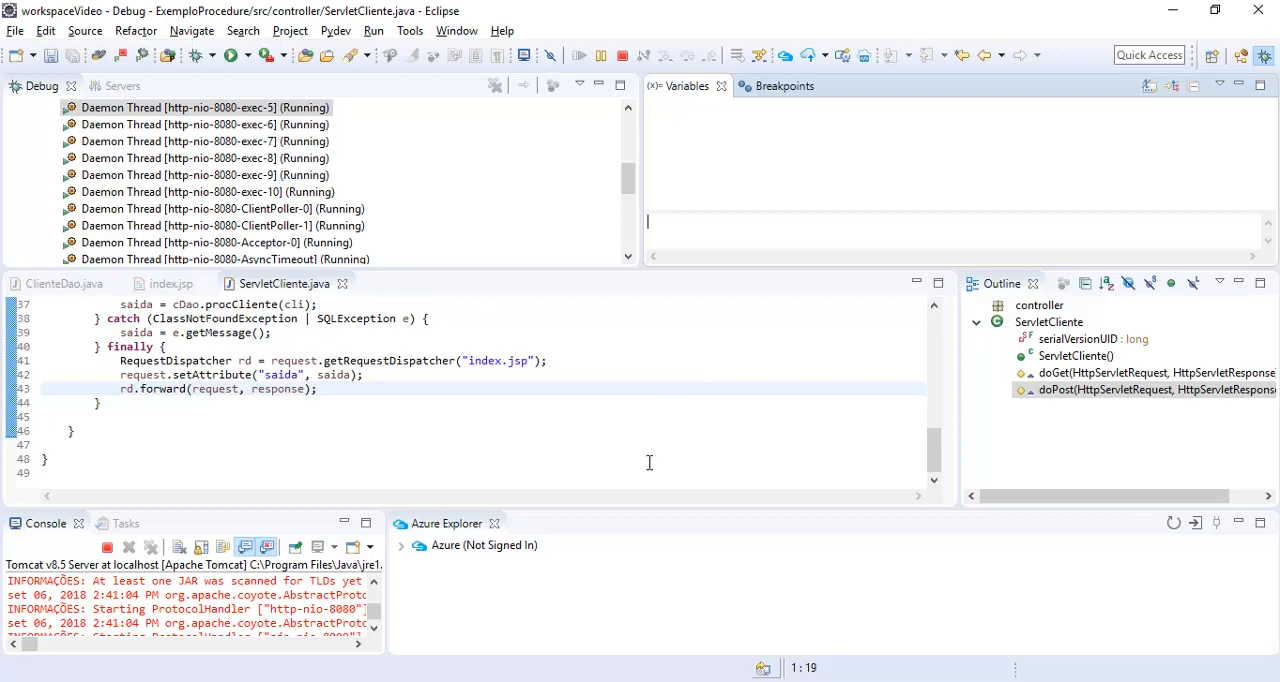 workspaceVideo - Debug - ExemploProcedure/src/controller/ServletCliente.java - Eclipse
File Edit Source Refactor Navigate Search Project Pydev Run Tools Window Help
Quick Access
Debug Servers
Daemon Thread [http-nio-8080-exec-5] (Running)
Daemon Thread [http-nio-8080-exec-6] (Running)
Daemon Thread [http-nio-8080-exec-7] (Running)
Daemon Thread [http-nio-8080-exec-8] (Running)
Daemon Thread [http-nio-8080-exec-9] (Running)
Daemon Thread [http-nio-8080-exec-10] (Running)
Daemon Thread [http-nio-8080-ClientPoller-0] (Running)
Daemon Thread [http-nio-8080-ClientPoller-1] (Running)
Daemon Thread [http-nio-8080-Acceptor-0] (Running)
Daemon Thread [http-nio-8080-AsyncTimeout] (Running)
(x)= Variables Breakpoints
ClienteDao.java index.jsp ServletCliente.java
37 saida = cDao.procCliente(cli);
38 } catch (ClassNotFoundException | SQLException e) {
39 saida = e.getMessage();
40 } finally {
41 RequestDispatcher rd = request.getRequestDispatcher("index.jsp");
42 request.setAttribute("saida", saida);
43 rd.forward(request, response);
44 }
45
46 }
47
48 }
49
Outline
controller
ServletCliente
serialVersionUID : long
ServletCliente()
doGet(HttpServletRequest, HttpServletResponse
doPost(HttpServletRequest, HttpServletRespons
Console Tasks
Tomcat v8.5 Server at localhost [Apache Tomcat] C:\Program Files\Java\jre1.
INFORMAÇÕES: At least one JAR was scanned for TLDs yet
set 06, 2018 2:41:04 PM org.apache.coyote.AbstractProto
INFORMAÇÕES: Starting ProtocolHandler ["http-nio-8080"]
set 06, 2018 2:41:04 PM org.apache.coyote.AbstractProto
INFORMAÇÕES: Starting ProtocolHandler ["ajp-nio-8009"]
Azure Explorer
Azure (Not Signed In)
1 : 19